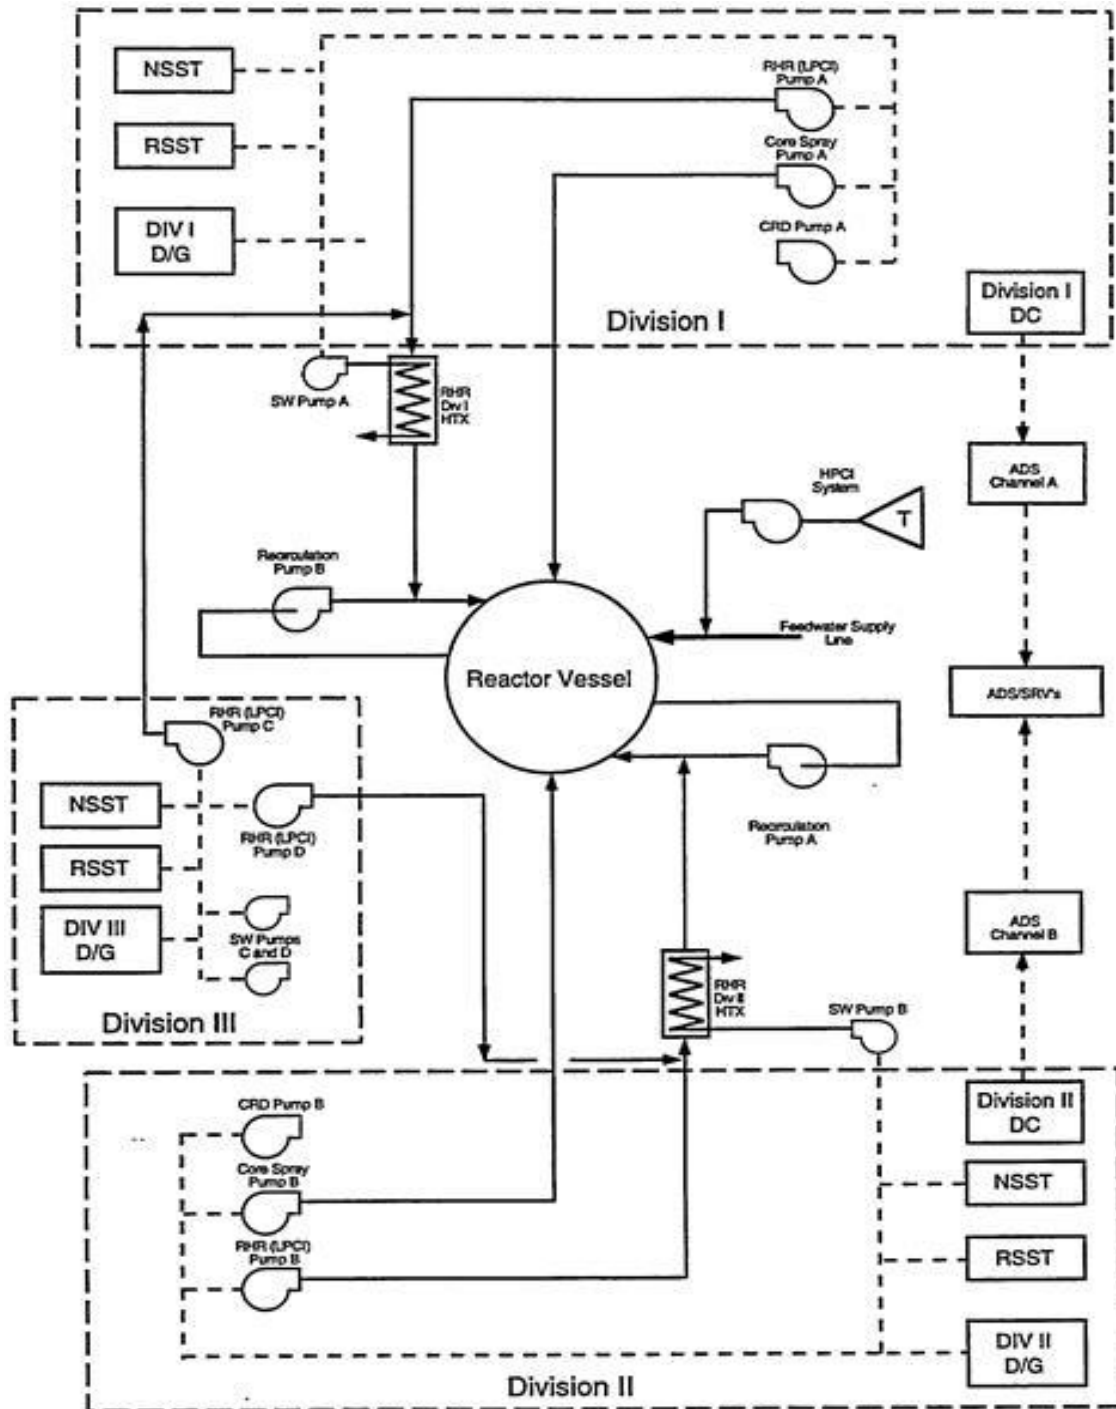 NSST
RSST
DIV I
D/G
RHR (LPCI)
Pump A
Core Spray
Pump A
CRD Pump A
Division I
DC
Division I
SW Pump A
RHR
Div I
HTX
HPCI
System
T
ADS
Channel A
Recirculation
Pump B
Feedwater Supply
Line
Reactor Vessel
ADS/SRV's
RHR (LPCI)
Pump C
NSST
RHR (LPCI)
Pump D
RSST
DIV III
D/G
SW Pumps
C and D
Division III
Recirculation
Pump A
ADS
Channel B
RHR
Div II
HTX
SW Pump B
CRD Pump B
Core Spray
Pump B
RHR (LPCI)
Pump B
Division II
DC
NSST
RSST
DIV II
D/G
Division II